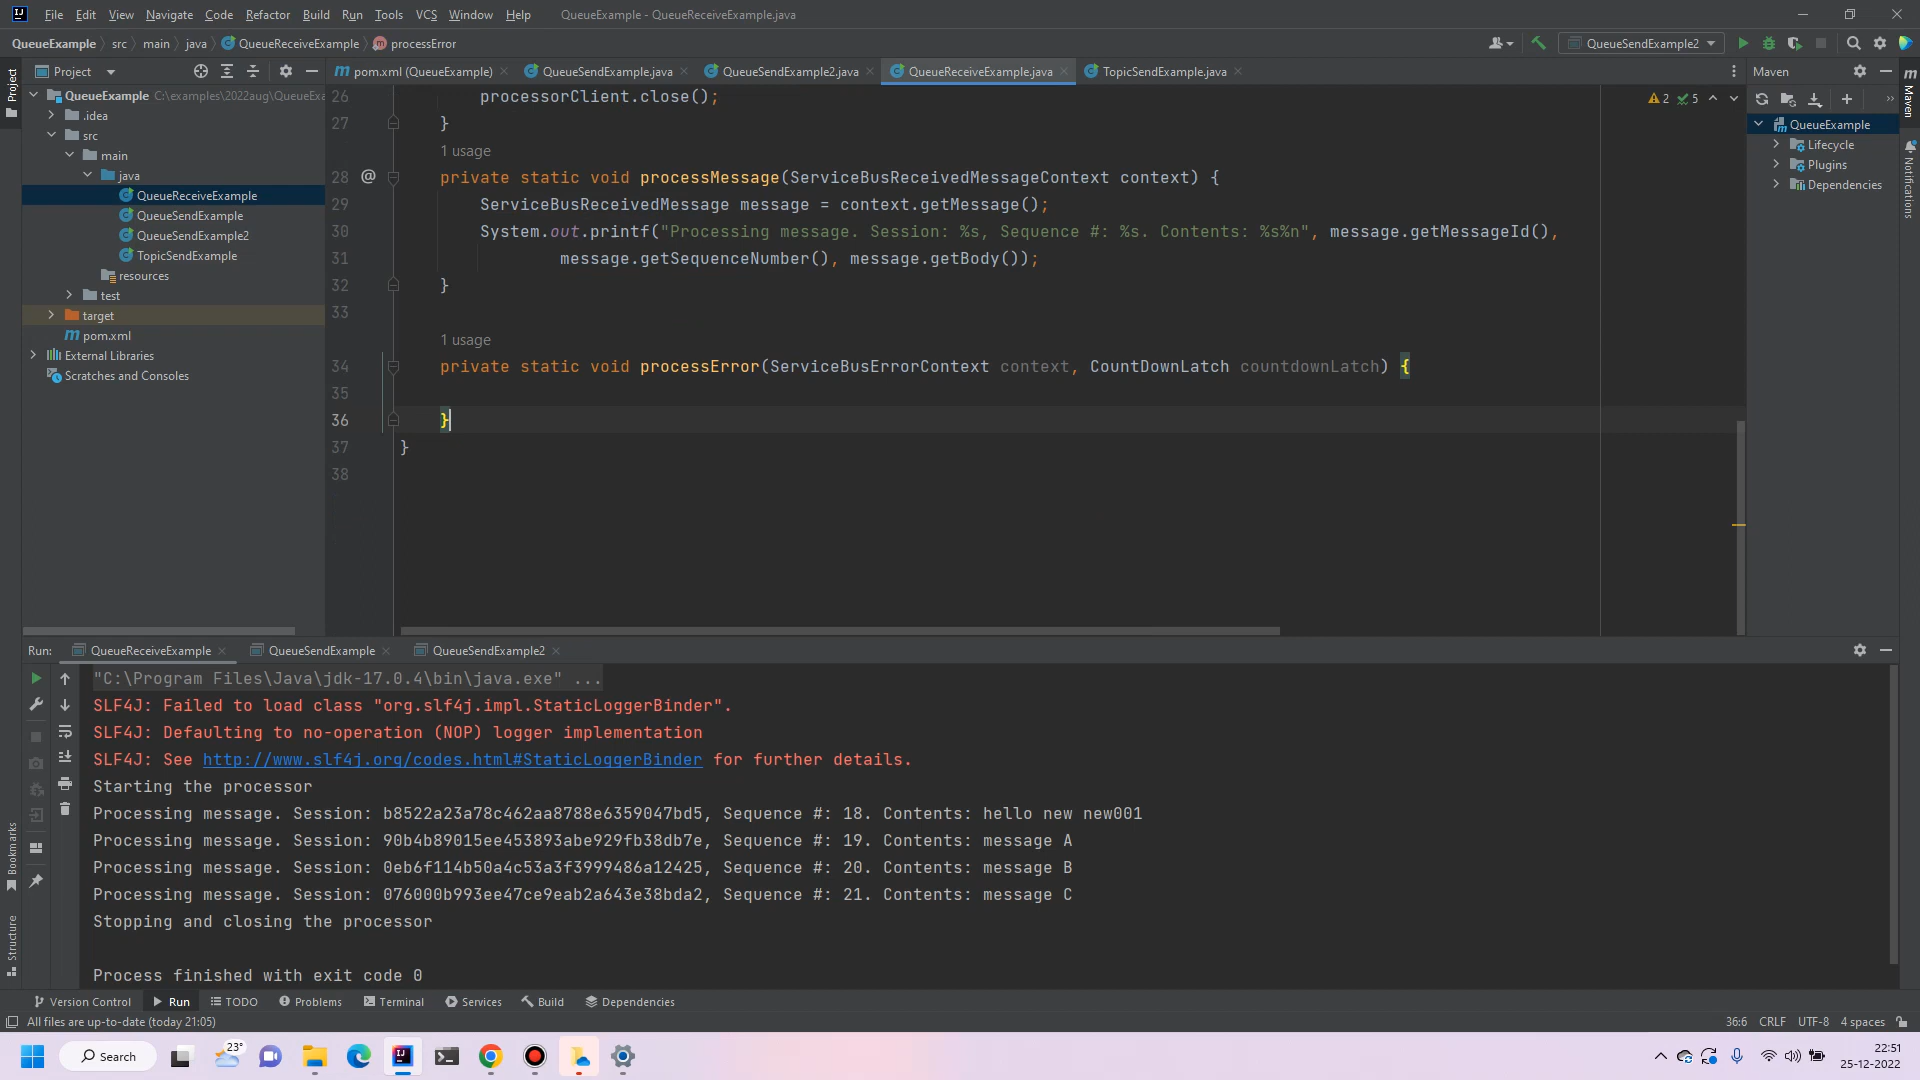 File Edit View Navigate Code Refactor Build Run Tools VCS Window Help QueueExample - QueueReceiveExample.java
QueueExample src main java QueueReceiveExample processError QueueSendExample2
Project
pom.xml (QueueExample) QueueSendExample.java QueueSendExample2.java QueueReceiveExample.java TopicSendExample.java
Maven
QueueExample C:\examples\2022aug\QueueExa
.idea
src
main
java
QueueReceiveExample
QueueSendExample
QueueSendExample2
TopicSendExample
resources
test
target
pom.xml
External Libraries
Scratches and Consoles
26 processorClient.close();
27 }
1 usage
28 @ private static void processMessage(ServiceBusReceivedMessageContext context) {
29 ServiceBusReceivedMessage message = context.getMessage();
30 System.out.printf("Processing message. Session: %s, Sequence #: %s. Contents: %s%n", message.getMessageId(),
31 message.getSequenceNumber(), message.getBody());
32 }
33
1 usage
34 private static void processError(ServiceBusErrorContext context, CountDownLatch countdownLatch) {
35
36 }
37 }
38
2 5
QueueExample
Lifecycle
Plugins
Dependencies
Project
Maven
Notifications
Bookmarks
Structure
Run: QueueReceiveExample QueueSendExample QueueSendExample2
"C:\Program Files\Java\jdk-17.0.4\bin\java.exe" ...
SLF4J: Failed to load class "org.slf4j.impl.StaticLoggerBinder".
SLF4J: Defaulting to no-operation (NOP) logger implementation
SLF4J: See http://www.slf4j.org/codes.html#StaticLoggerBinder for further details.
Starting the processor
Processing message. Session: b8522a23a78c462aa8788e6359047bd5, Sequence #: 18. Contents: hello new new001
Processing message. Session: 90b4b89015ee453893abe929fb38db7e, Sequence #: 19. Contents: message A
Processing message. Session: 0eb6f114b50a4c53a3f3999486a12425, Sequence #: 20. Contents: message B
Processing message. Session: 076000b993ee47ce9eab2a643e38bda2, Sequence #: 21. Contents: message C
Stopping and closing the processor
Process finished with exit code 0
Version Control Run TODO Problems Terminal Services Build Dependencies
All files are up-to-date (today 21:05) 36:6 CRLF UTF-8 4 spaces
Search 23° 22:51
25-12-2022